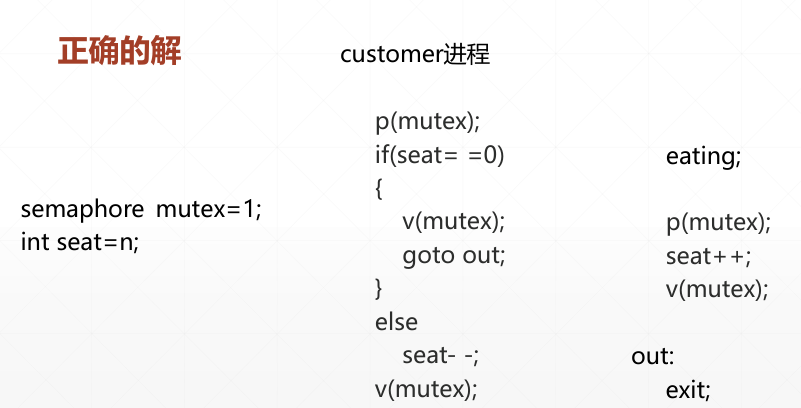 正确的解
semaphore mutex=1;
int seat=n;
customer进程
p(mutex);
if(seat= =0)
{
v(mutex);
goto out;
}
else
seat- -;
v(mutex);
eating;
p(mutex);
seat++;
v(mutex);
out:
exit;